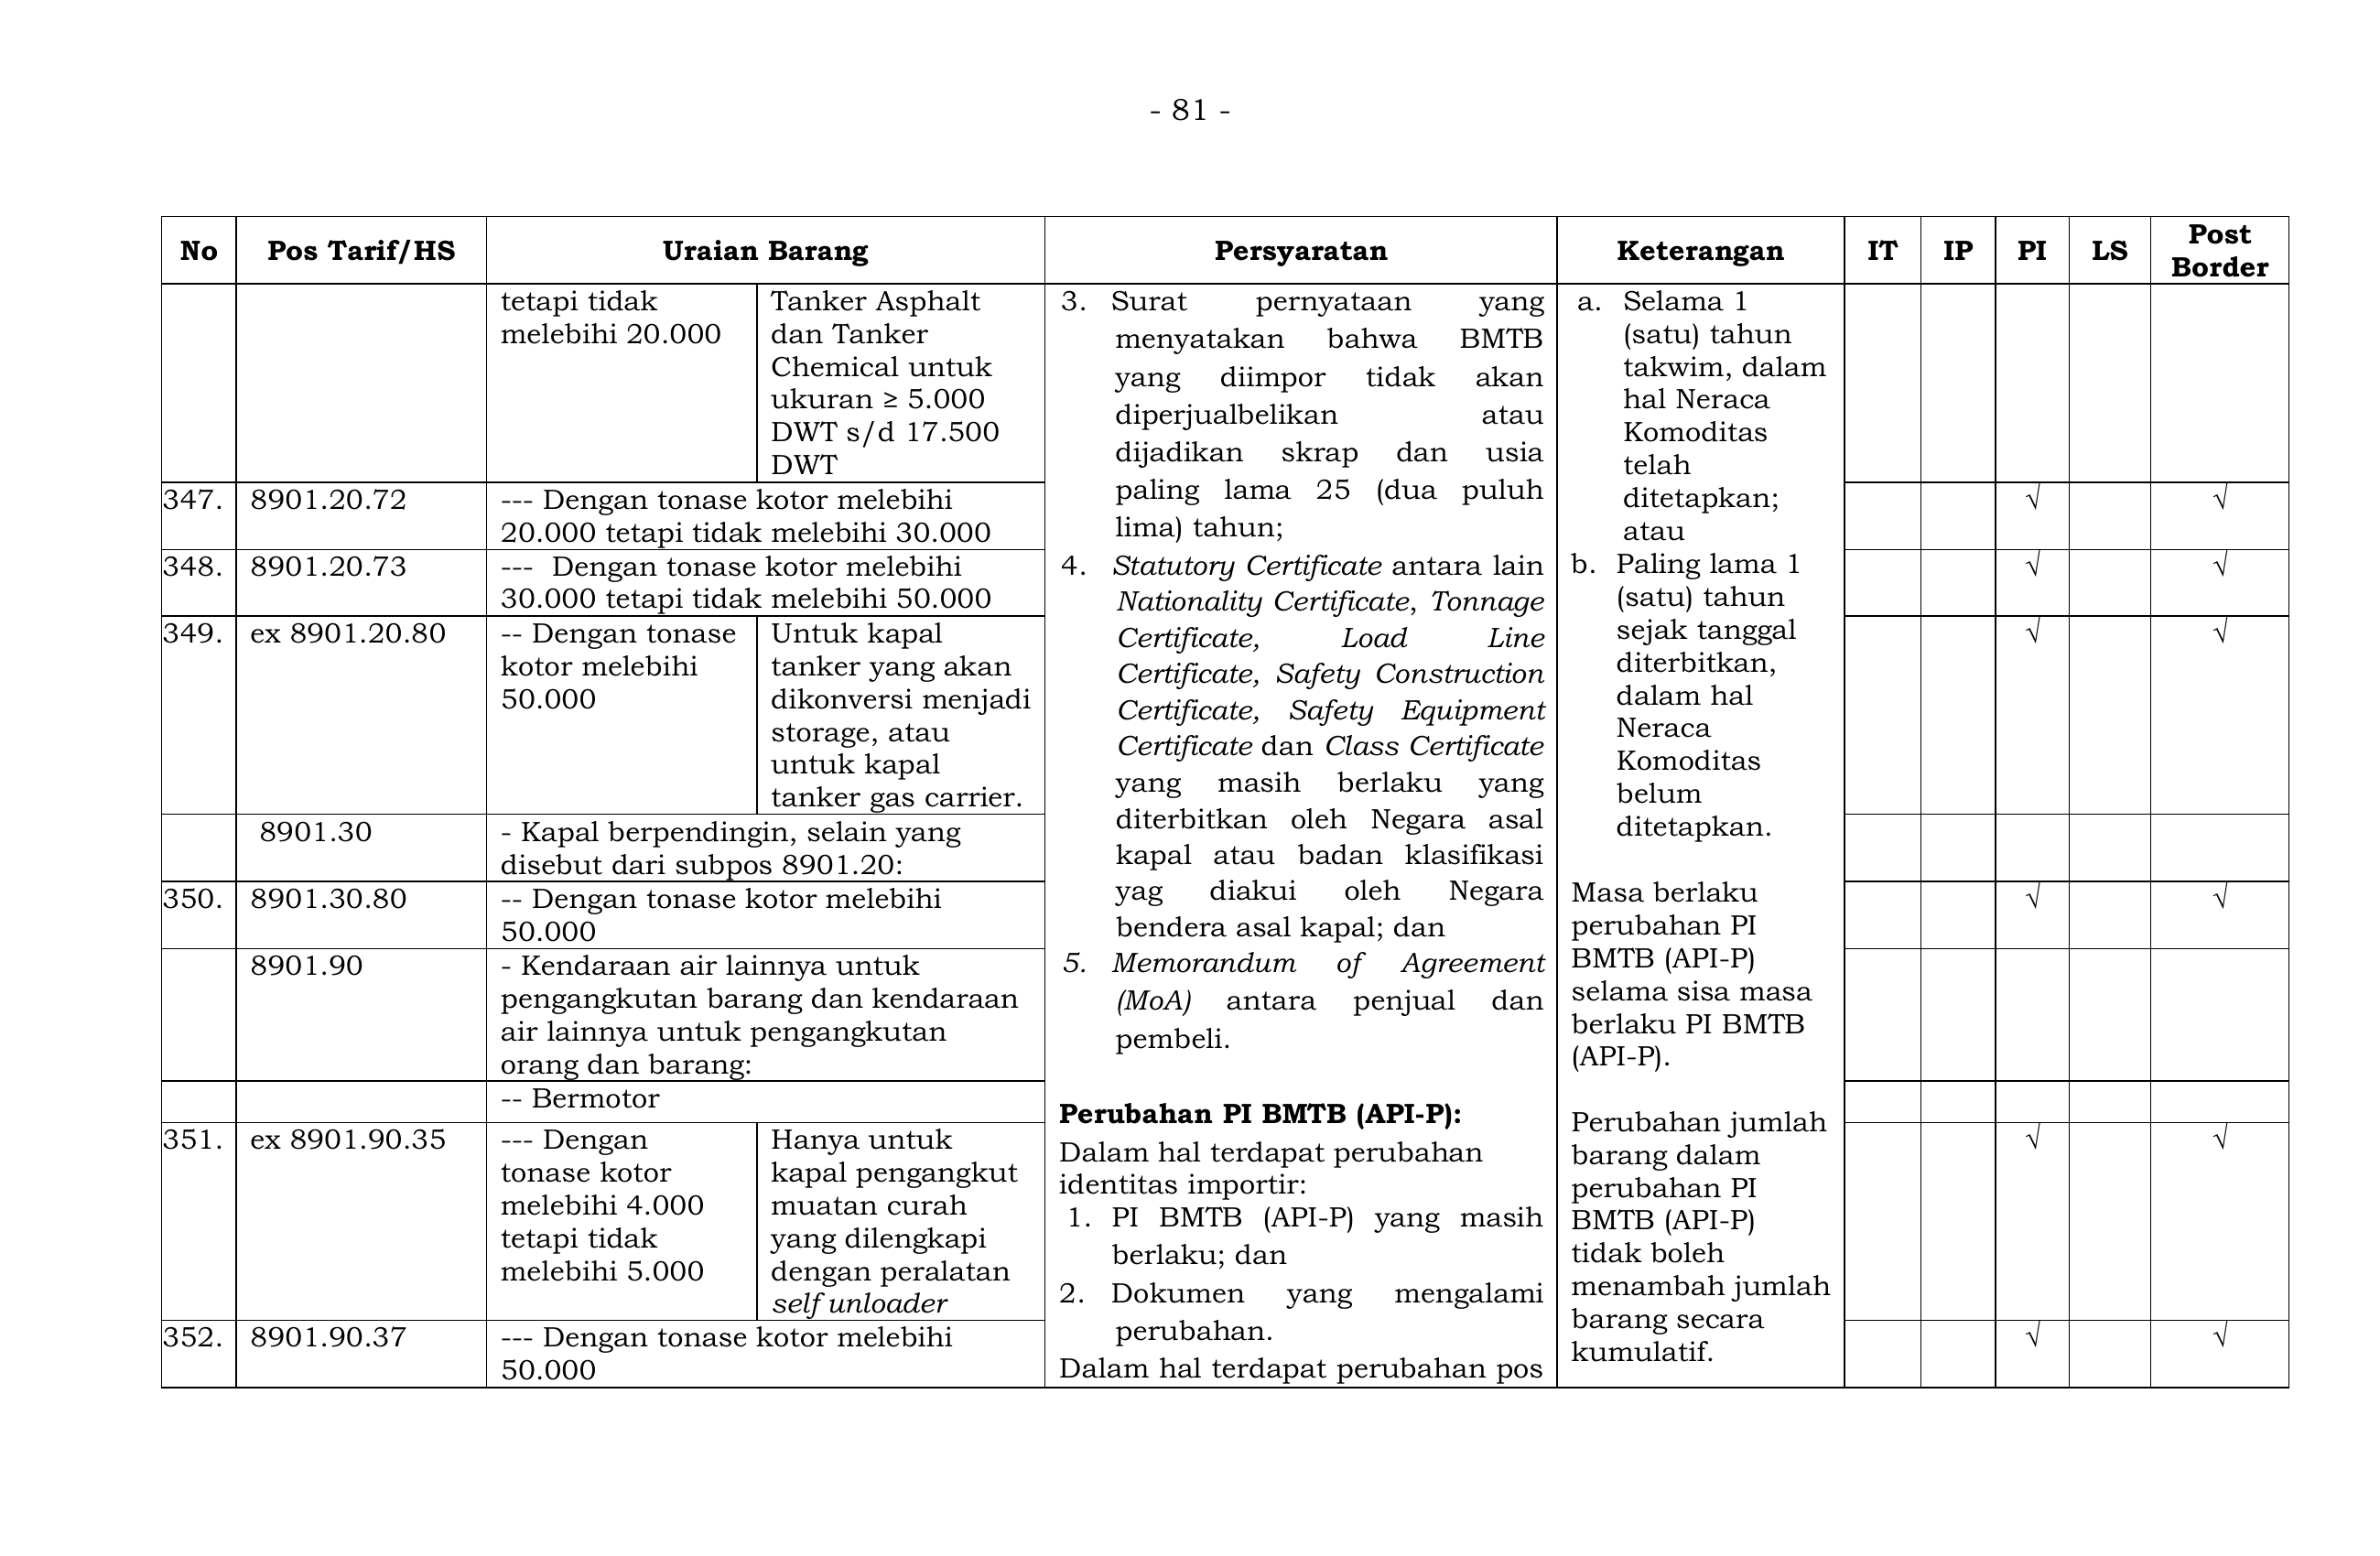 - 81 -
No
Pos Tarif/HS
Uraian Barang
Persyaratan
Keterangan
IT
IP
PI
LS
Post
Border
tetapi tidak
melebihi 20.000
Tanker Asphalt
dan Tanker
Chemical untuk
ukuran ≥ 5.000
DWT s/d 17.500
DWT
347.
8901.20.72
--- Dengan tonase kotor melebihi
20.000 tetapi tidak melebihi 30.000
√
√
348.
8901.20.73
--- Dengan tonase kotor melebihi
30.000 tetapi tidak melebihi 50.000
√
√
349.
ex 8901.20.80
-- Dengan tonase
kotor melebihi
50.000
Untuk kapal
tanker yang akan
dikonversi menjadi
storage, atau
untuk kapal
tanker gas carrier.
√
√
8901.30
- Kapal berpendingin, selain yang
disebut dari subpos 8901.20:
350.
8901.30.80
-- Dengan tonase kotor melebihi
50.000
√
√
8901.90
- Kendaraan air lainnya untuk
pengangkutan barang dan kendaraan
air lainnya untuk pengangkutan
orang dan barang:
-- Bermotor
351.
ex 8901.90.35
--- Dengan
tonase kotor
melebihi 4.000
tetapi tidak
melebihi 5.000
Hanya untuk
kapal pengangkut
muatan curah
yang dilengkapi
dengan peralatan
self unloader
√
√
352.
8901.90.37
--- Dengan tonase kotor melebihi
50.000
√
√
3. Surat pernyataan yang
menyatakan bahwa BMTB
yang diimpor tidak akan
diperjualbelikan atau
dijadikan skrap dan usia
paling lama 25 (dua puluh
lima) tahun;
4. Statutory Certificate antara lain
Nationality Certificate, Tonnage
Certificate, Load Line
Certificate, Safety Construction
Certificate, Safety Equipment
Certificate dan Class Certificate
yang masih berlaku yang
diterbitkan oleh Negara asal
kapal atau badan klasifikasi
yag diakui oleh Negara
bendera asal kapal; dan
5. Memorandum of Agreement
(MoA) antara penjual dan
pembeli.
Perubahan PI BMTB (API-P):
Dalam hal terdapat perubahan
identitas importir:
1. PI BMTB (API-P) yang masih
berlaku; dan
2. Dokumen yang mengalami
perubahan.
Dalam hal terdapat perubahan pos
a. Selama 1
(satu) tahun
takwim, dalam
hal Neraca
Komoditas
telah
ditetapkan;
atau
b. Paling lama 1
(satu) tahun
sejak tanggal
diterbitkan,
dalam hal
Neraca
Komoditas
belum
ditetapkan.
Masa berlaku
perubahan PI
BMTB (API-P)
selama sisa masa
berlaku PI BMTB
(API-P).
Perubahan jumlah
barang dalam
perubahan PI
BMTB (API-P)
tidak boleh
menambah jumlah
barang secara
kumulatif.